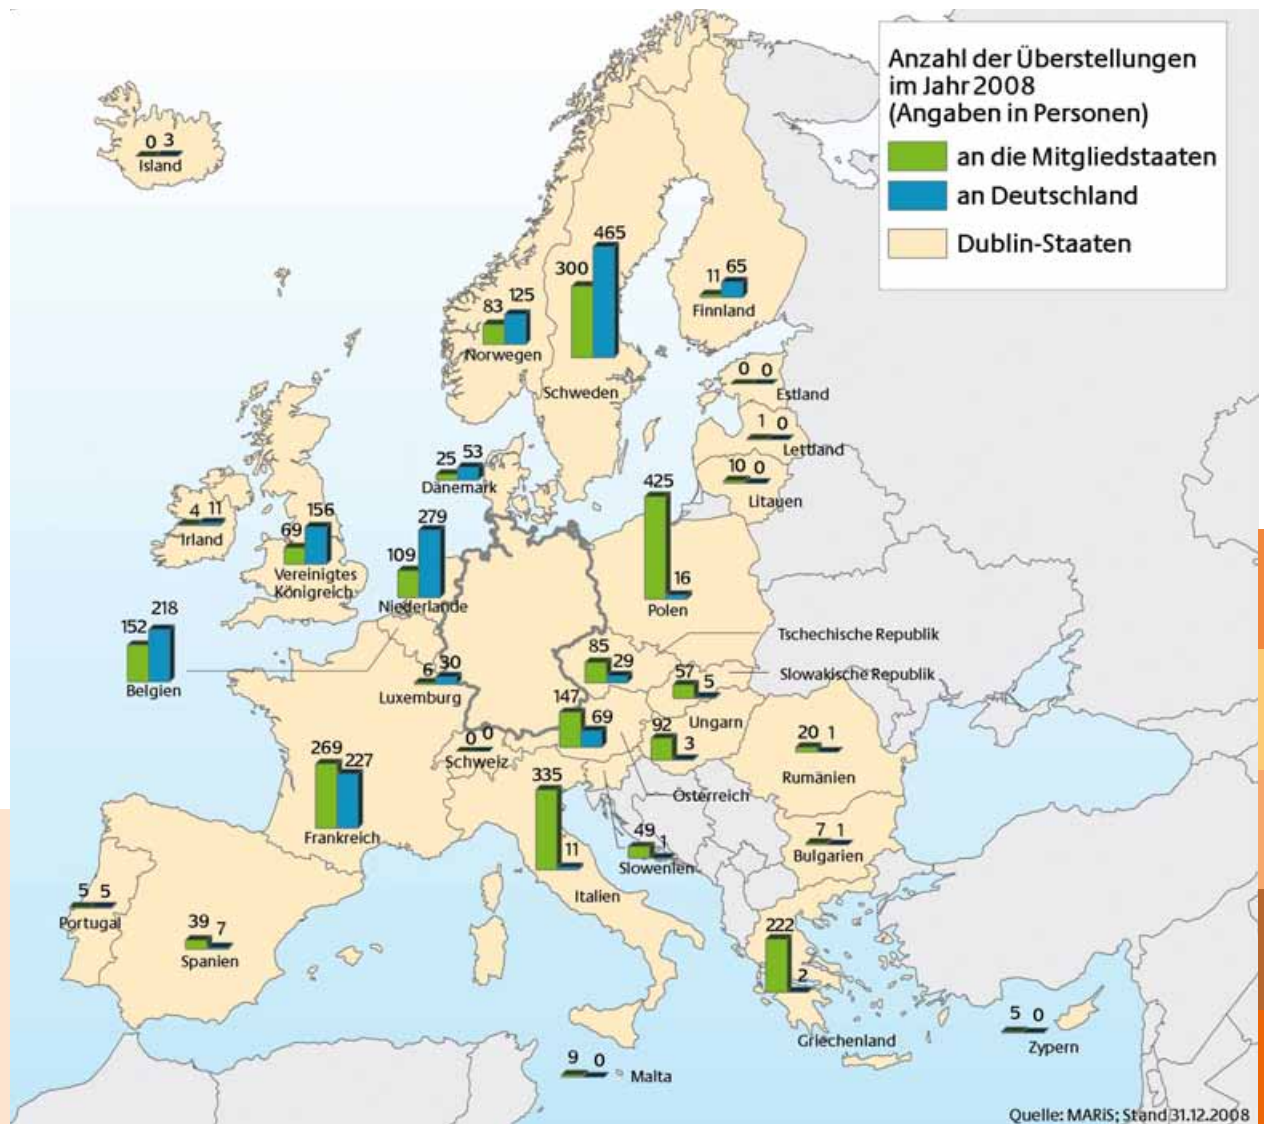 Anzahl der Überstellungen
im Jahr 2008
(Angaben in Personen)
an die Mitgliedstaaten
an Deutschland
Dublin-Staaten
0 3
Island
465
300
11 65
Finnland
83 125
Norwegen
Schweden
0 0
Estland
1 0
Lettland
10 0
Litauen
25 53
Dänemark
425
16
Polen
4 11
Irland
69 156
Vereinigtes
Königreich
279
109
Niederlande
218
152
Belgien
Tschechische Republik
85
29
Slowakische Republik
57 5
6 30
Luxemburg
147
69
Ungarn
92
3
0 0
Schweiz
20 1
Rumänien
269
227
Frankreich
335
11
Italien
Österreich
49
1
Slowenien
7 1
Bulgarien
5 5
Portugal
39 7
Spanien
222
2
Griechenland
5 0
Zypern
9 0
Malta
Quelle: MARiS; Stand 31.12.2008